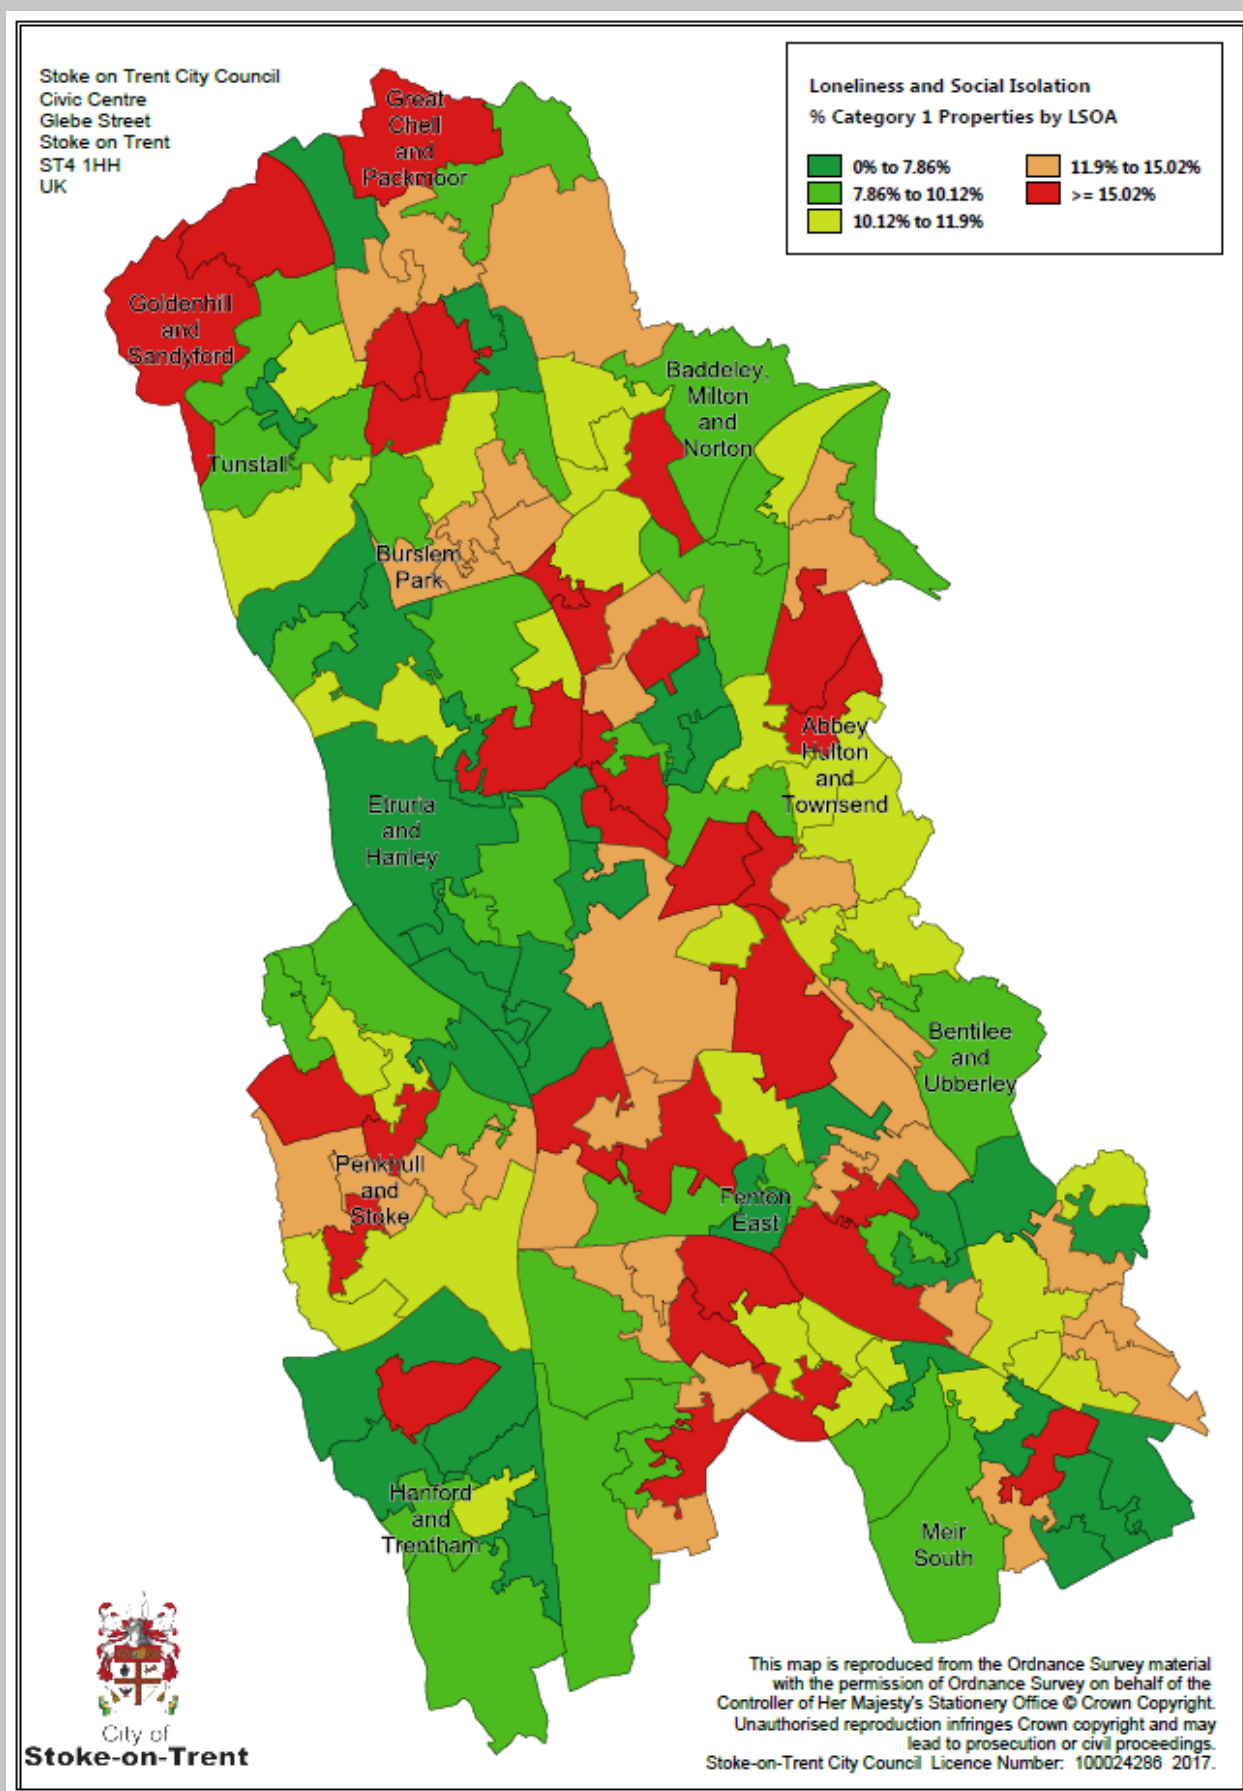 Stoke on Trent City Council
Civic Centre
Glebe Street
Stoke on Trent
ST4 1HH
UK
Loneliness and Social Isolation
% Category 1 Properties by LSOA
0% to 7.86%
7.86% to 10.12%
10.12% to 11.9%
11.9% to 15.02%
>= 15.02%
Great
Chell
and
Packmoor
Goldenhill
and
Sandyford
Baddeley,
Milton
and
Norton
Tunstall
Burslem
Park
Abbey
Hulton
and
Townsend
Etruria
and
Hanley
Bentilee
and
Ubberley
Penkhull
and
Stoke
Fenton
East
Hanford
and
Trentham
Meir
South
City of
Stoke-on-Trent
This map is reproduced from the Ordnance Survey material
with the permission of Ordnance Survey on behalf of the
Controller of Her Majesty's Stationery Office © Crown Copyright.
Unauthorised reproduction infringes Crown copyright and may
lead to prosecution or civil proceedings.
Stoke-on-Trent City Council Licence Number: 100024286 2017.